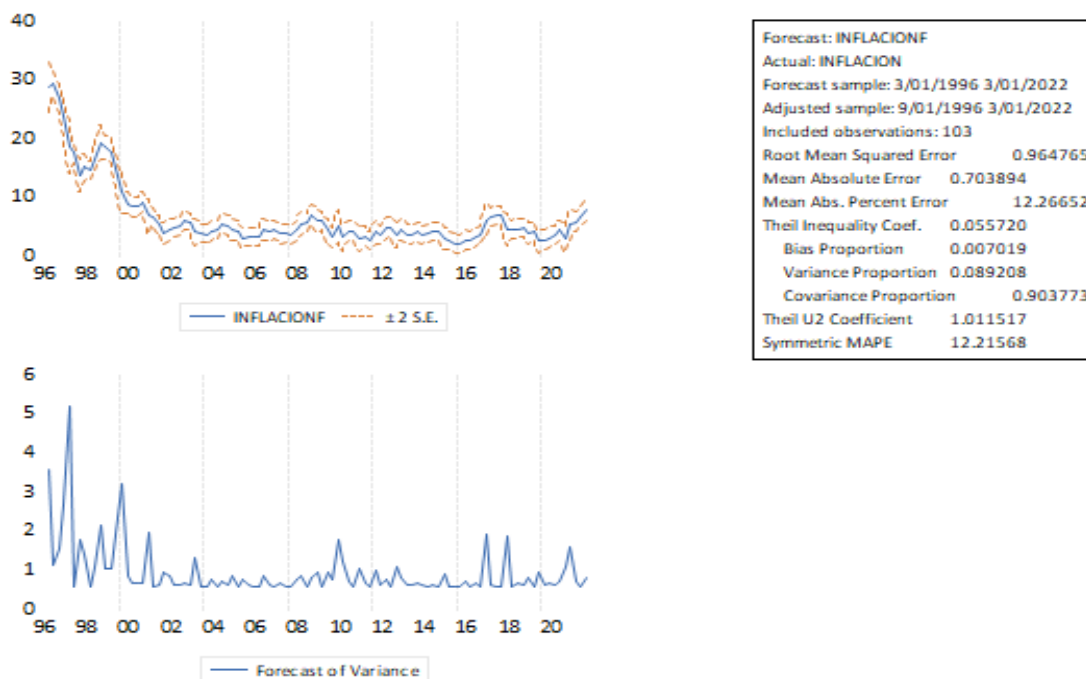 40
30
20
10
0
96 98 00 02 04 06 08 10 12 14 16 18 20
INFLACIONF ± 2 S.E.
6
5
4
3
2
1
0
96 98 00 02 04 06 08 10 12 14 16 18 20
Forecast of Variance
Forecast: INFLACIONF
Actual: INFLACION
Forecast sample: 3/01/1996 3/01/2022
Adjusted sample: 9/01/1996 3/01/2022
Included observations: 103
Root Mean Squared Error 0.964765
Mean Absolute Error 0.703894
Mean Abs. Percent Error 12.26652
Theil Inequality Coef. 0.055720
Bias Proportion 0.007019
Variance Proportion 0.089208
Covariance Proportion 0.903773
Theil U2 Coefficient 1.011517
Symmetric MAPE 12.21568